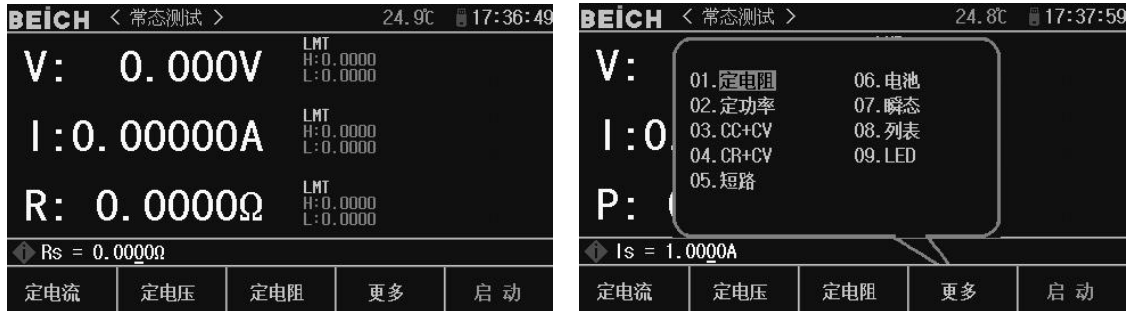 BEICH < 常态测试 > 24.9℃ 17:36:49
V: 0.000V LMT
H:0.0000
L:0.0000
I:0.00000A LMT
H:0.0000
L:0.0000
R: 0.0000Ω LMT
H:0.0000
L:0.0000
Rs = 0.0000Ω
定电流 定电压 定电阻 更多 启 动
BEICH < 常态测试 > 24.8℃ 17:37:59
V:
I:0
P:
01.定电阻 06.电池
02.定功率 07.瞬态
03.CC+CV 08.列表
04.CR+CV 09.LED
05.短路
Is = 1.0000A
定电流 定电压 定电阻 更多 启 动